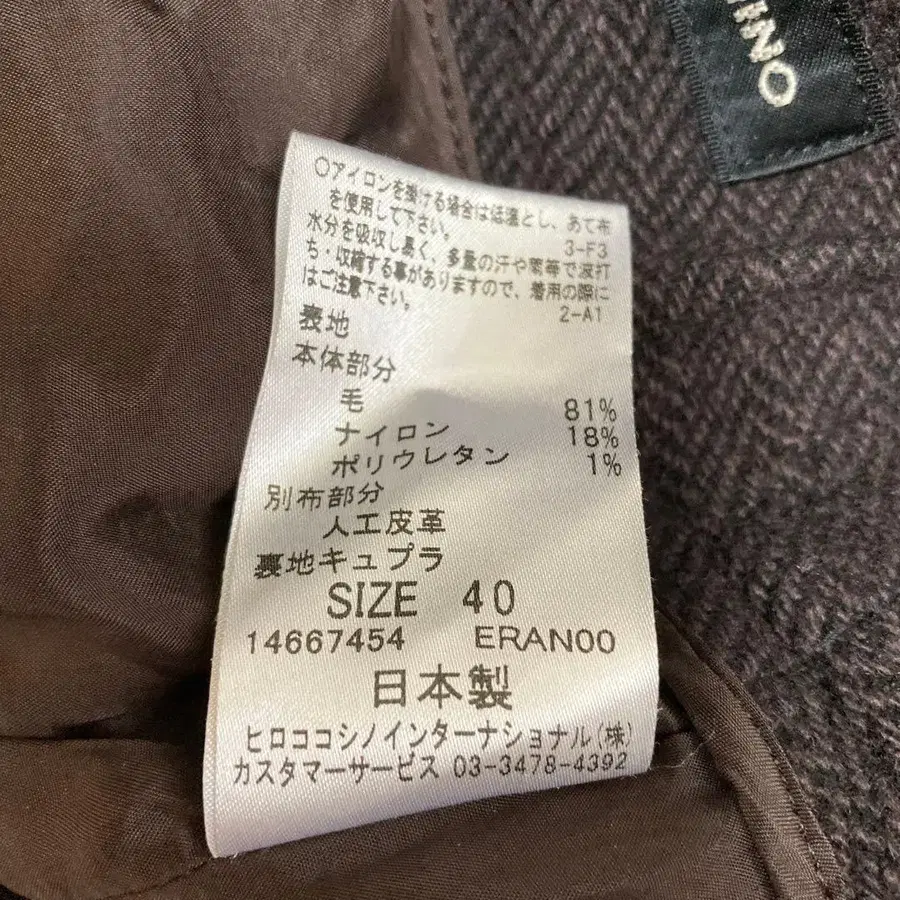 INO
○アイロンを掛ける場合は低温とし、あて布
を使用して下さい。 3-F3
水分を吸収し易く、多量の汗や雨等で波打
ち・収縮する事がありますので、着用の際に
はご注意下さい。 2-A1
表地
本体部分
毛 81%
ナイロン 18%
ポリウレタン 1%
別布部分
人工皮革
裏地キュプラ
SIZE 40
14667454 ERAN00
日本製
ヒロココシノインターナショナル(株)
カスタマーサービス 03-3478-4392